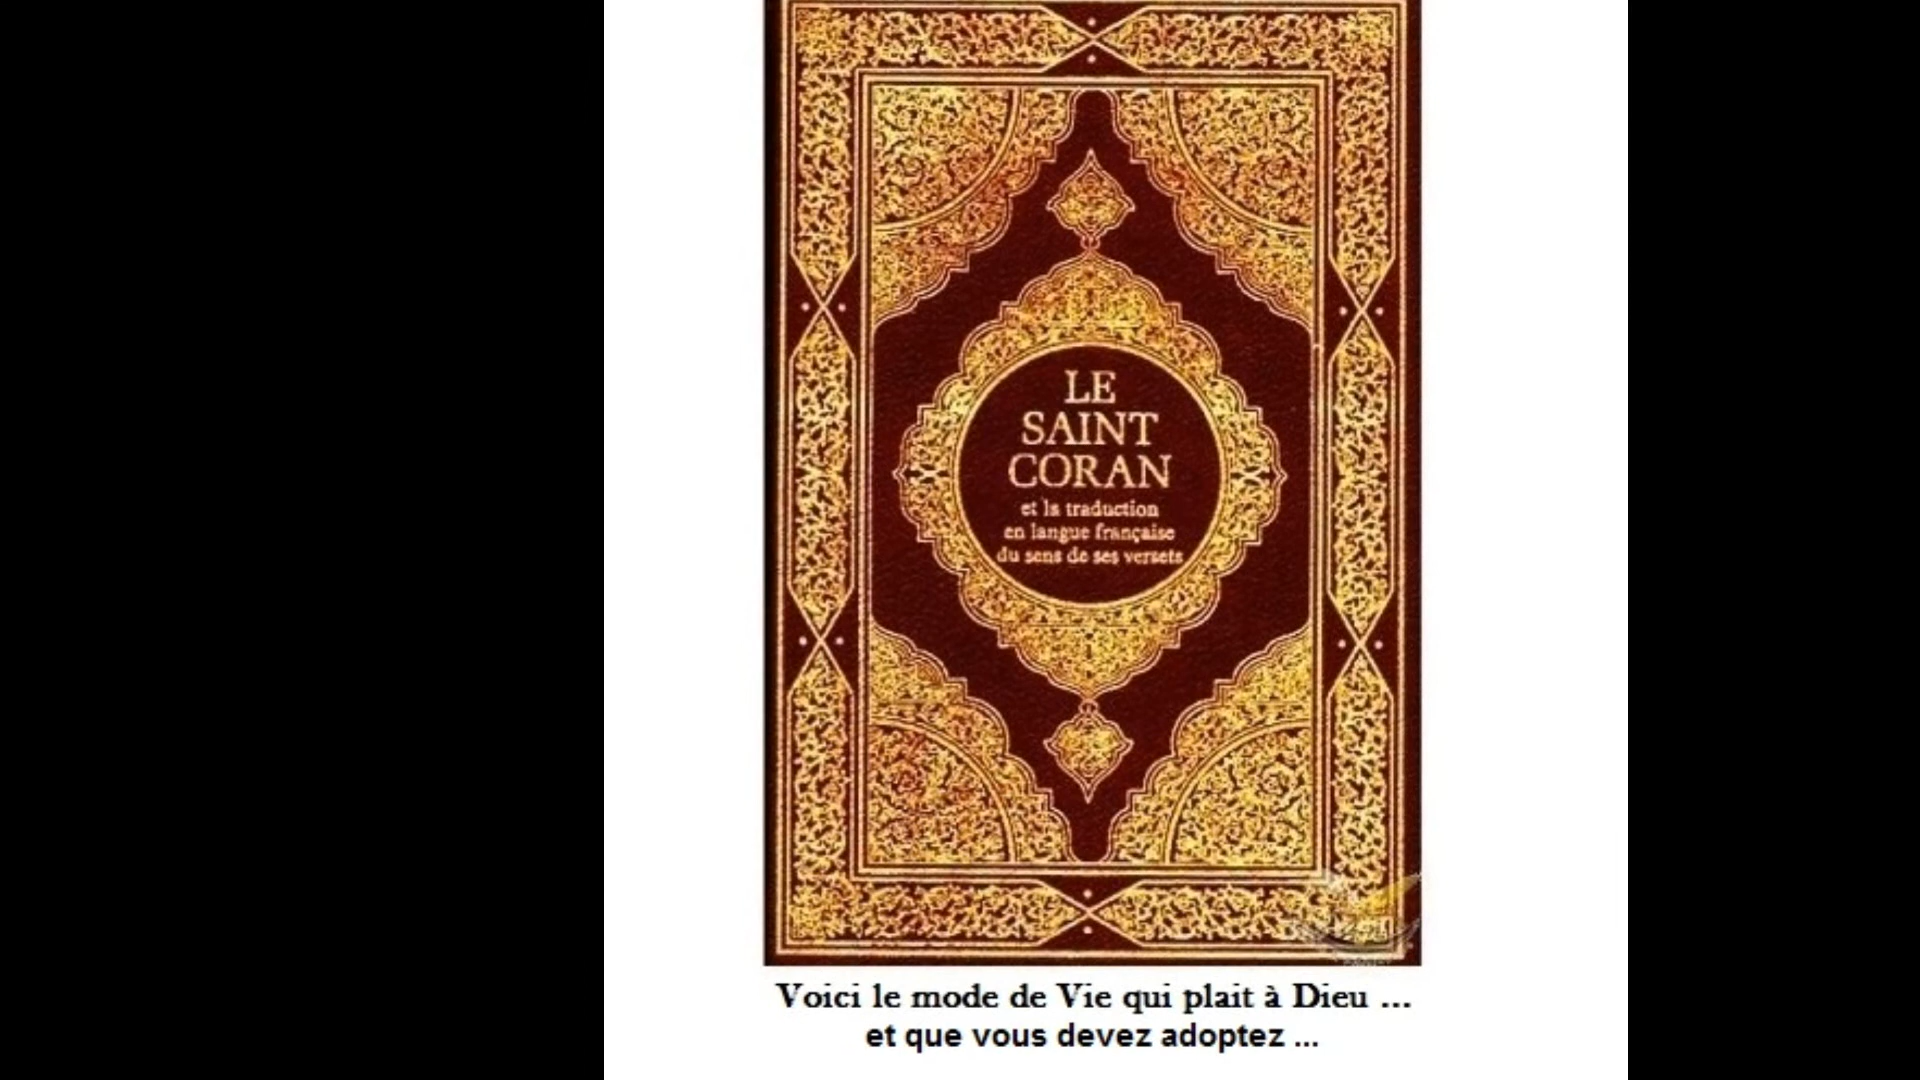 LE
SAINT
CORAN
et la traduction
en langue française
du sens de ses versets
Voici le mode de Vie qui plait à Dieu ...
et que vous devez adoptez ...